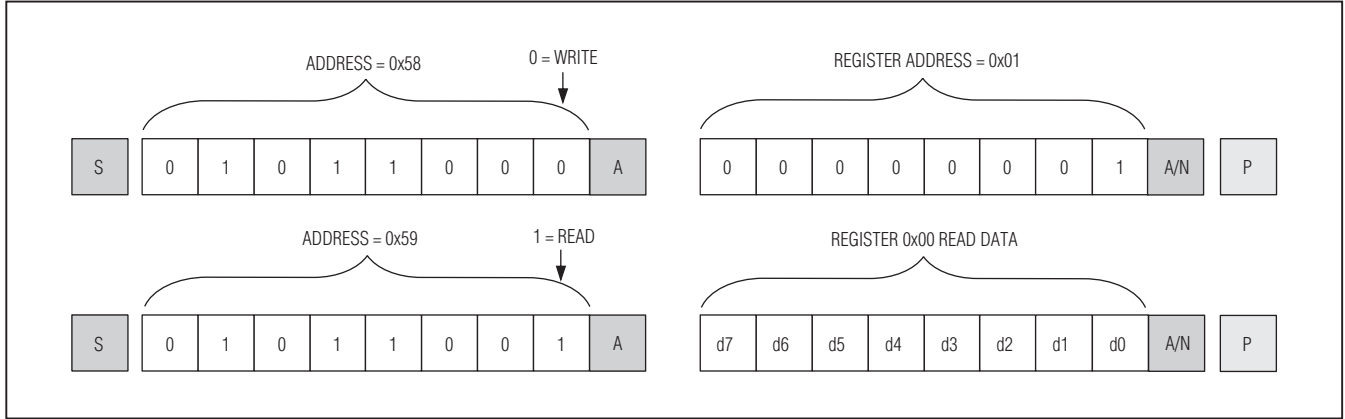 ADDRESS = 0x58
0 = WRITE
REGISTER ADDRESS = 0x01
S 0 1 0 1 1 0 0 0 A 0 0 0 0 0 0 0 1 A/N P
ADDRESS = 0x59
1 = READ
REGISTER 0x00 READ DATA
S 0 1 0 1 1 0 0 1 A d7 d6 d5 d4 d3 d2 d1 d0 A/N P